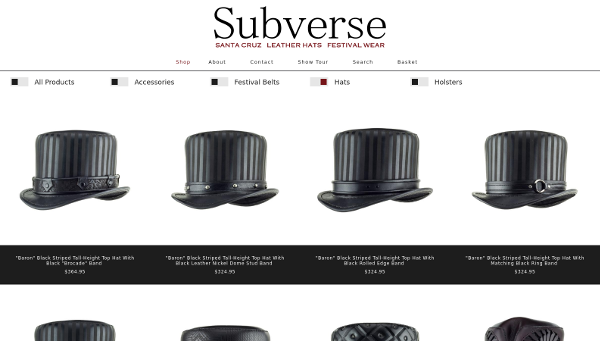 Subverse
SANTA CRUZ LEATHER HATS FESTIVAL WEAR
Shop About Contact Show Tour Search Basket
All Products Accessories Festival Belts Hats Holsters
"Baron" Black Striped Tall-Height Top Hat With
Black "Brocade" Band
$364.95
"Baron" Black Striped Tall-Height Top Hat With
Black Leather Nickel Dome Stud Band
$324.95
"Baron" Black Striped Tall-Height Top Hat With
Black Rolled Edge Band
$324.95
"Baron" Black Striped Tall-Height Top Hat With
Matching Black Ring Band
$324.95